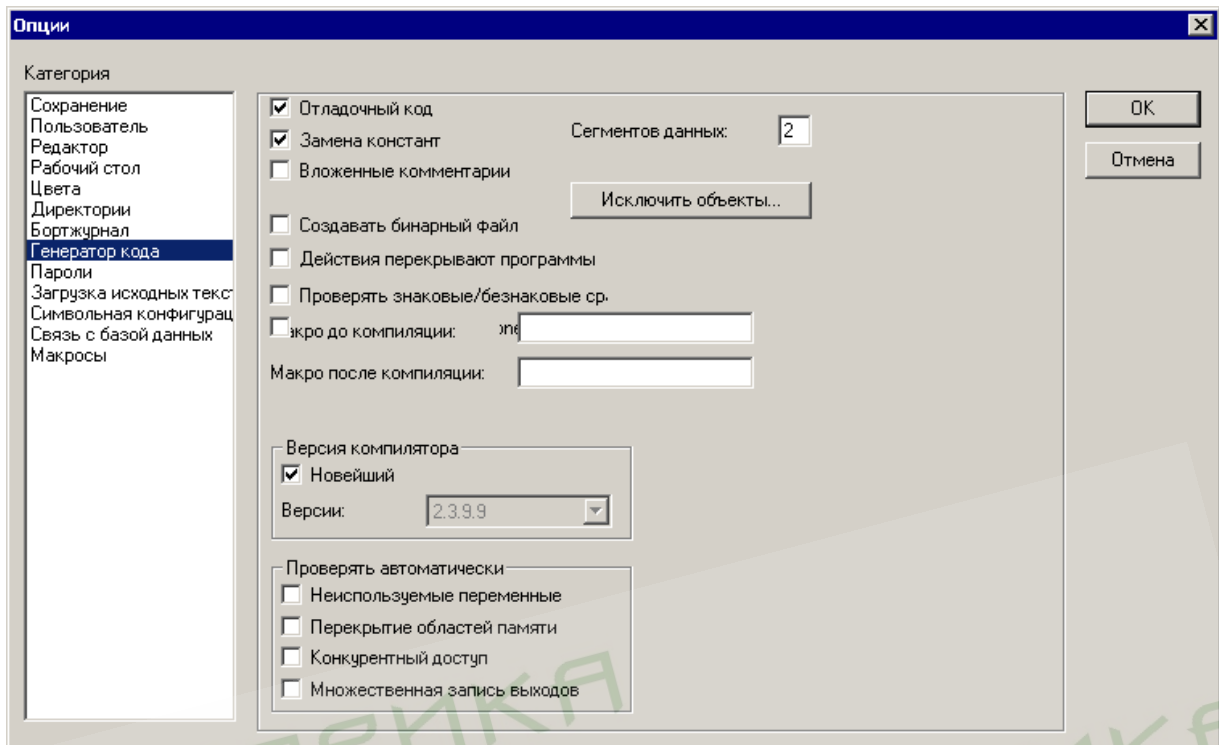 Опции
Категория
Сохранение
Пользователь
Редактор
Рабочий стол
Цвета
Директории
Бортжурнал
Генератор кода
Пароли
Загрузка исходных текст
Символьная конфигурац
Связь с базой данных
Макросы
Отладочный код
Замена констант
Вложенные комментарии
Сегментов данных: 2
Исключить объекты...
Создавать бинарный файл
Действия перекрывают программы
Проверять знаковые/безнаковые ср
акро до компиляции:
Макро после компиляции:
Версия компилятора
Новейший
Версии: 2.3.9.9
Проверять автоматически
Неиспользуемые переменные
Перекрытие областей памяти
Конкурентный доступ
Множественная запись выходов
OK
Отмена